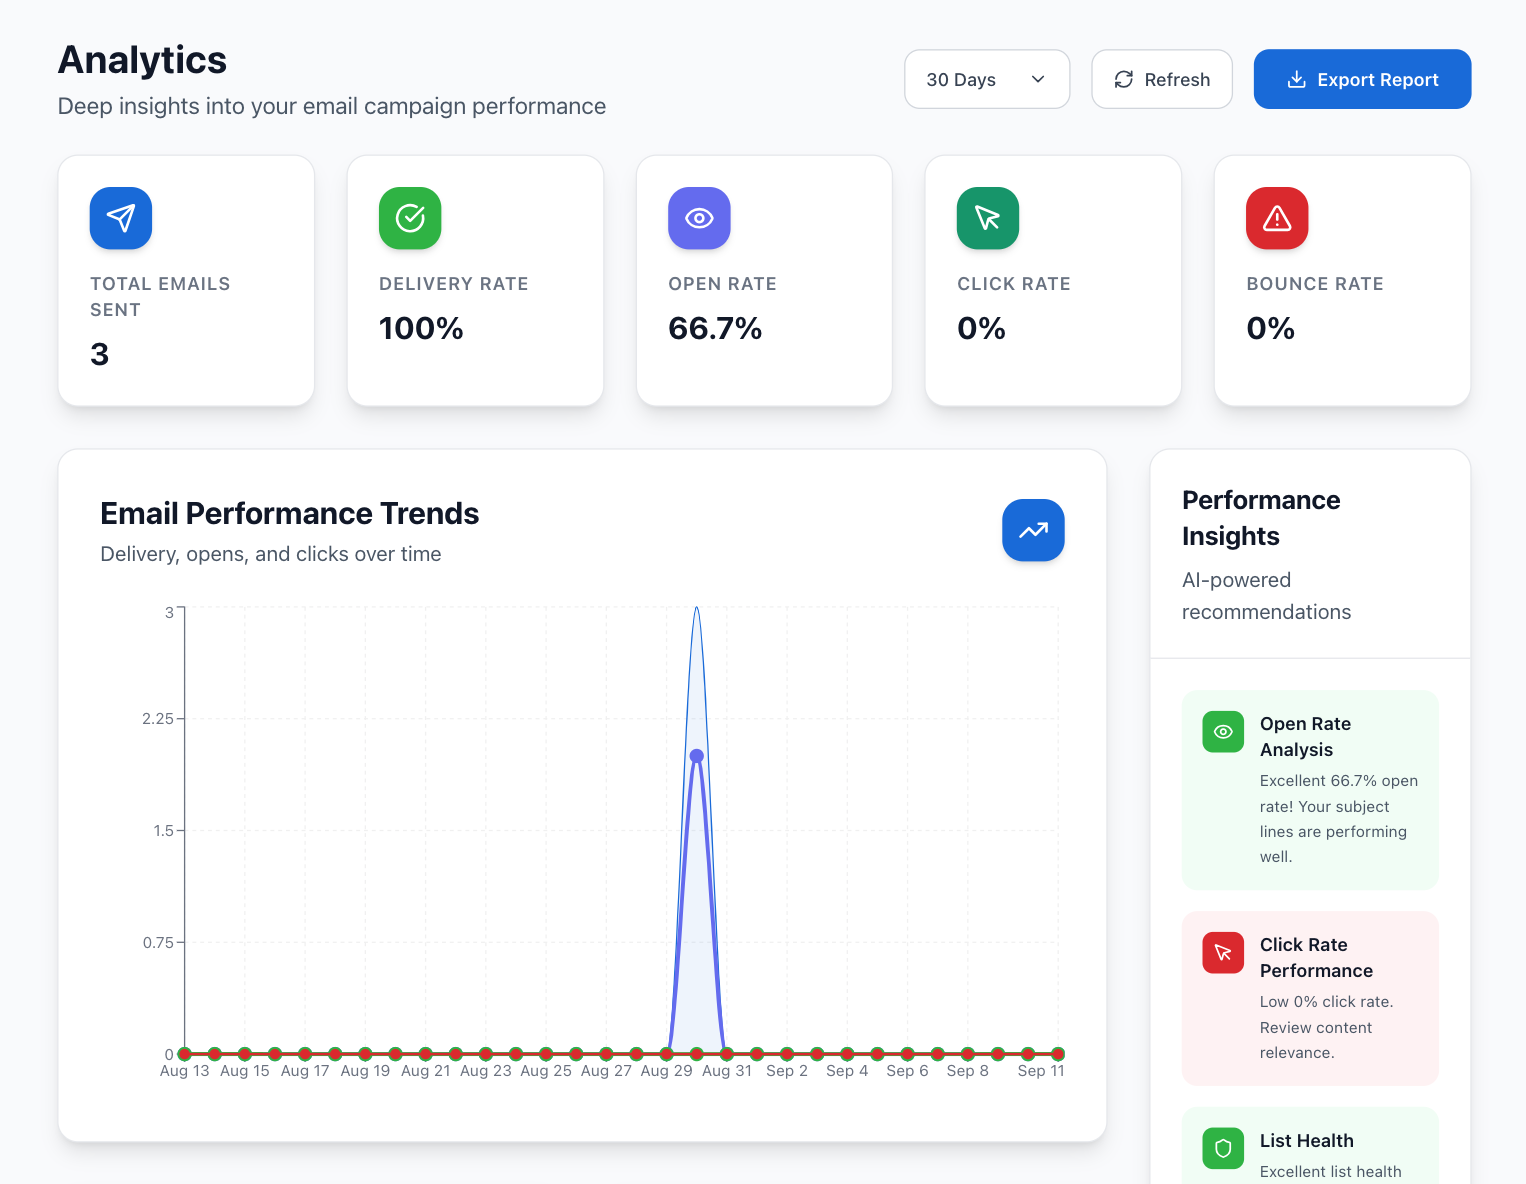 Analytics
Deep insights into your email campaign performance
30 Days
Refresh
Export Report
TOTAL EMAILS
SENT
3
DELIVERY RATE
100%
OPEN RATE
66.7%
CLICK RATE
0%
BOUNCE RATE
0%
Email Performance Trends
Delivery, opens, and clicks over time
3
2.25
1.5
0.75
0
Aug 13 Aug 15 Aug 17 Aug 19 Aug 21 Aug 23 Aug 25 Aug 27 Aug 29 Aug 31 Sep 2 Sep 4 Sep 6 Sep 8 Sep 11
Performance
Insights
AI-powered
recommendations
Open Rate
Analysis
Excellent 66.7% open
rate! Your subject
lines are performing
well.
Click Rate
Performance
Low 0% click rate.
Review content
relevance.
List Health
Excellent list health